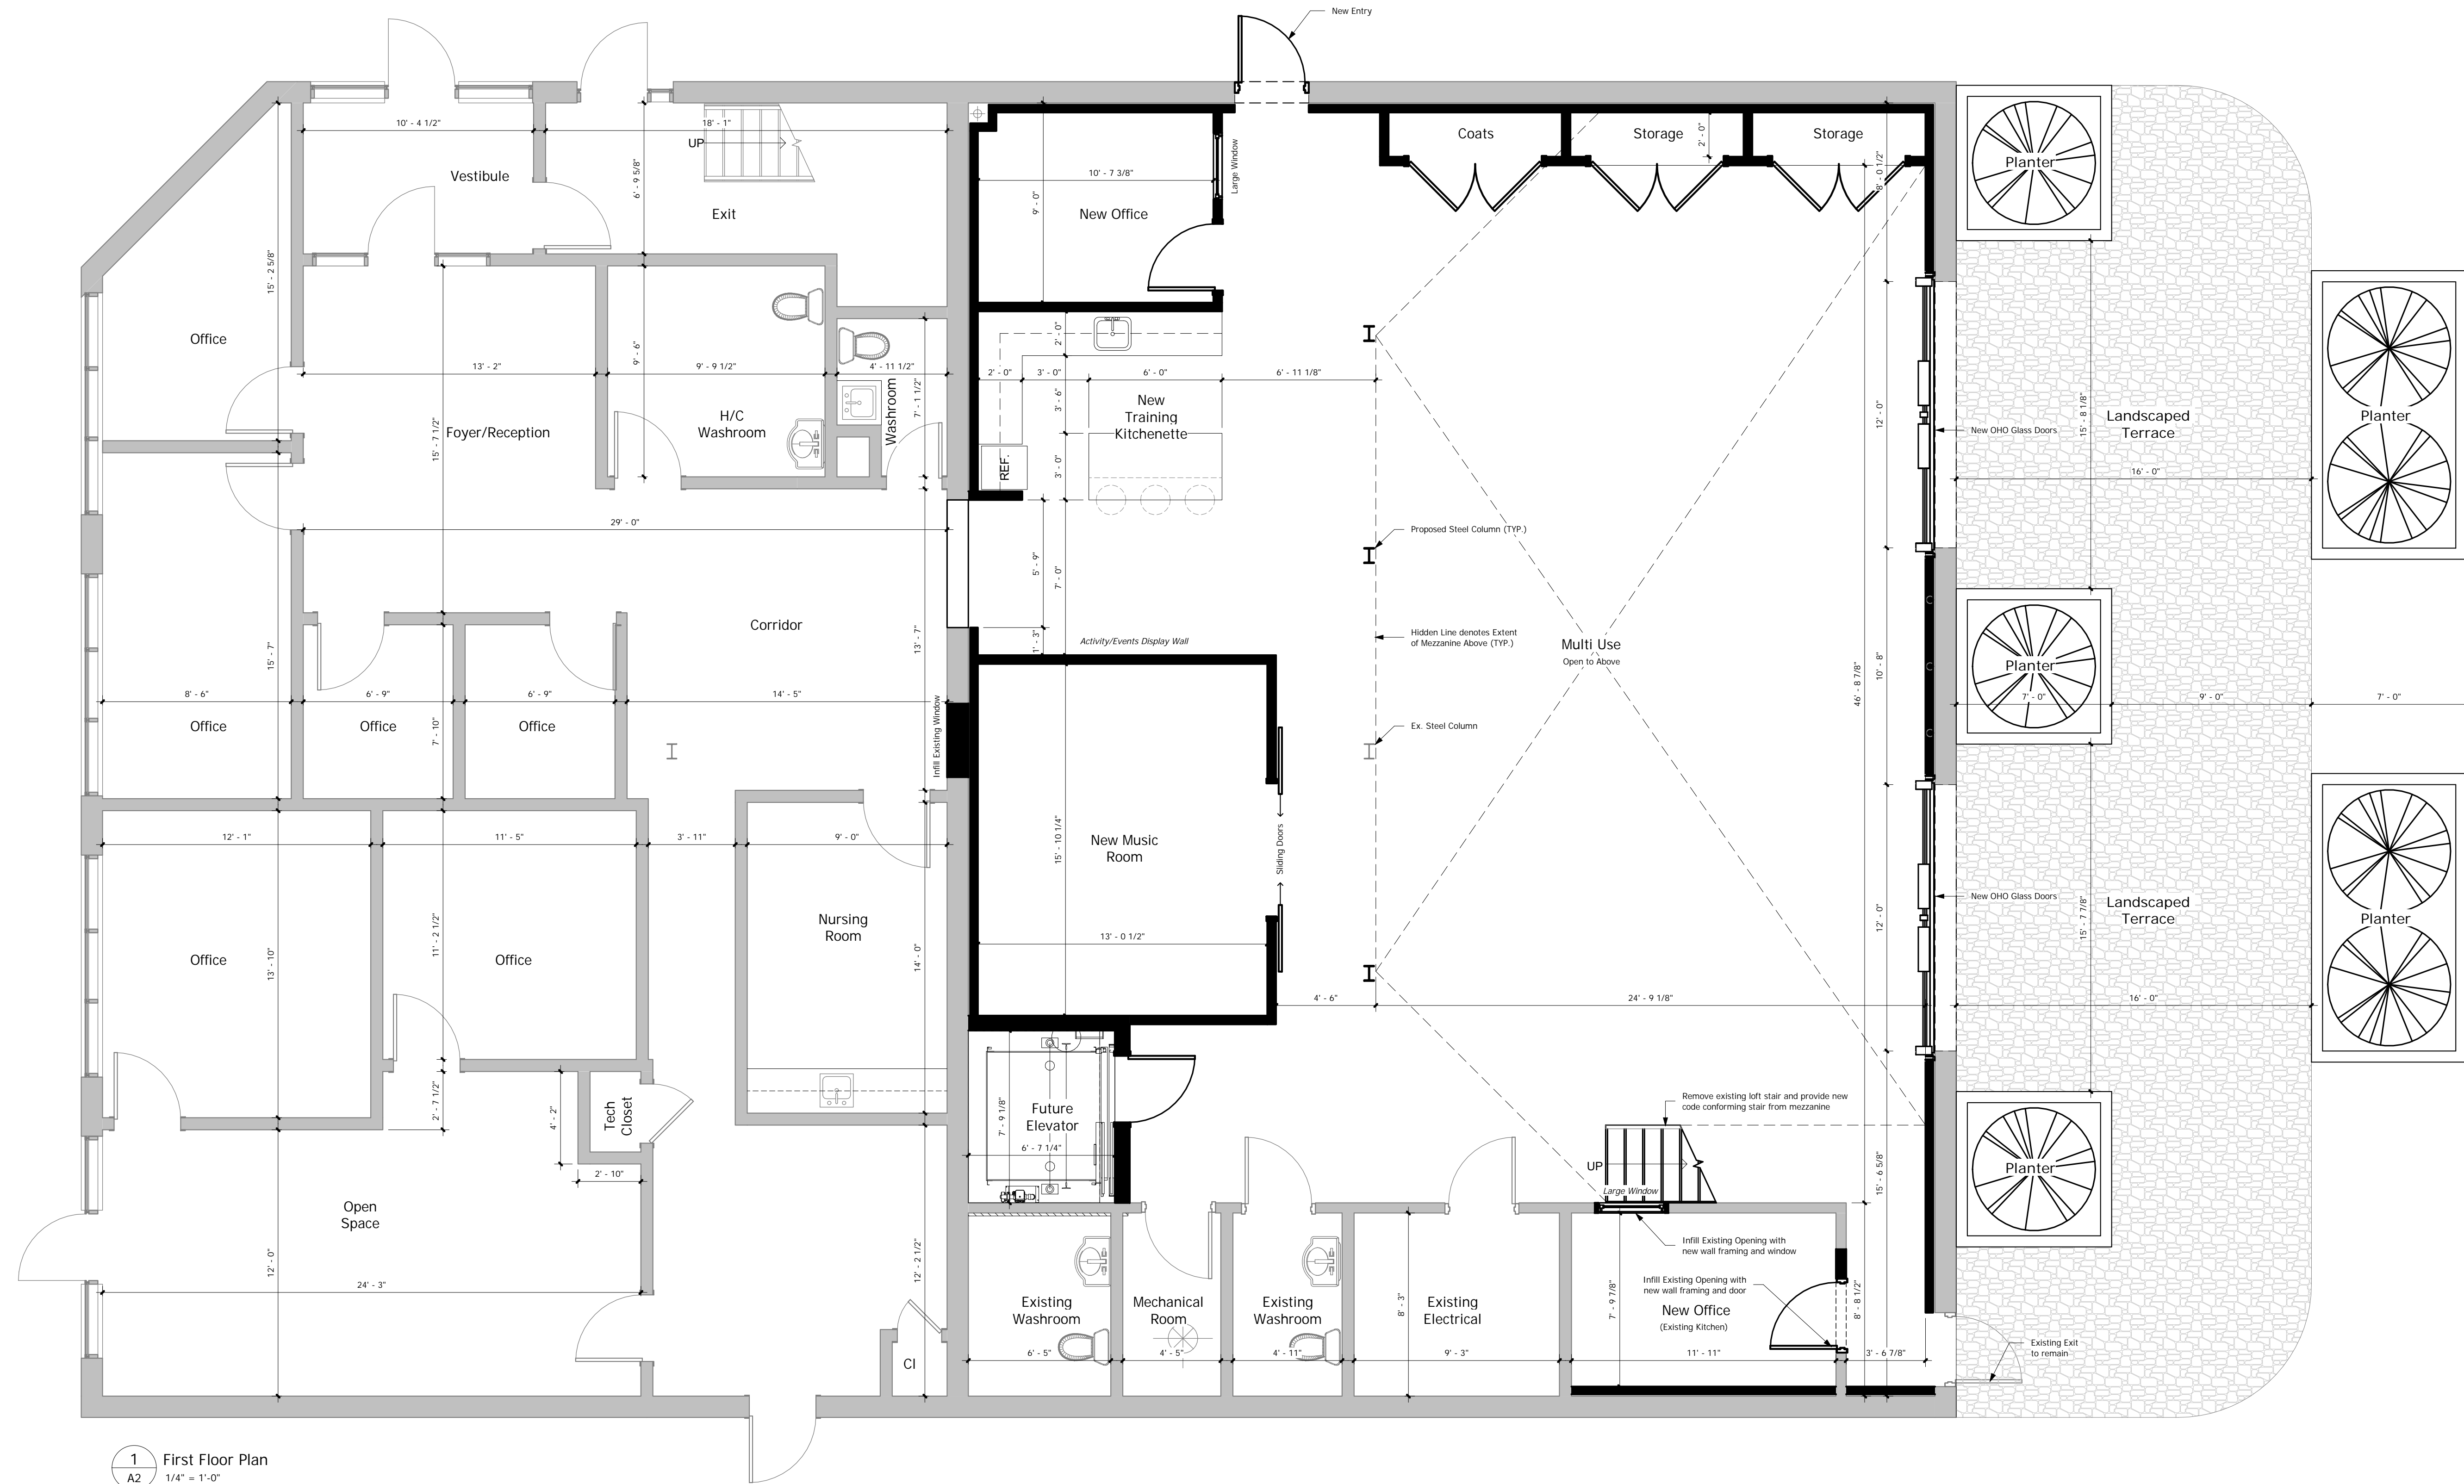 New Entry
10' - 4 1/2"
18' - 1"
UP
Vestibule
Exit
6' - 9 5/8"
15' - 2 5/8"
Office
10' - 7 3/8"
9' - 0"
New Office
Large Window
Coats
Storage
2' - 0"
Storage
8' - 0 1/2"
Planter
13' - 2"
9' - 9 1/2"
4' - 11 1/2"
9' - 6"
7' - 1 1/2"
15' - 7 1/2"
Foyer/Reception
H/C
Washroom
Washroom
2' - 0"
2' - 0"
3' - 0"
6' - 0"
6' - 11 1/8"
3' - 6"
New
Training
Kitchenette
REF.
3' - 0"
12' - 0"
New OHO Glass Doors
15' - 8 1/8"
Landscaped
Terrace
16' - 0"
Planter
29' - 0"
5' - 9"
7' - 0"
1' - 3"
Proposed Steel Column (TYP.)
Corridor
13' - 7"
Activity/Events Display Wall
Hidden Line denotes Extent
of Mezzanine Above (TYP.)
Multi Use
Open to Above
46' - 8 7/8"
10' - 8"
Planter
7' - 0"
9' - 0"
7' - 0"
15' - 7"
8' - 6"
6' - 9"
6' - 9"
14' - 5"
Office
Office
Office
7' - 10"
Infill Existing Window
Ex. Steel Column
12' - 1"
11' - 5"
3' - 11"
9' - 0"
15' - 10 1/4"
New Music
Room
Sliding Doors
13' - 0 1/2"
Nursing
Room
14' - 0"
Office
13' - 10"
11' - 2 1/2"
Office
4' - 6"
24' - 9 1/8"
12' - 0"
New OHO Glass Doors
15' - 7 7/8"
Landscaped
Terrace
16' - 0"
Planter
2' - 7 1/2"
4' - 2"
Tech
Closet
2' - 10"
7' - 9 1/8"
Future
Elevator
6' - 7 1/4"
Remove existing loft stair and provide new
code conforming stair from mezzanine
UP
Large Window
15' - 6 5/8"
Planter
Open
Space
12' - 0"
24' - 3"
12' - 2 1/2"
Cl
Existing
Washroom
6' - 5"
Mechanical
Room
4' - 5"
Existing
Washroom
4' - 11"
8' - 3"
Existing
Electrical
9' - 3"
Infill Existing Opening with
new wall framing and window
7' - 9 7/8"
Infill Existing Opening with
new wall framing and door
New Office
(Existing Kitchen)
11' - 11"
8' - 8 1/2"
3' - 6 7/8"
Existing Exit
to remain
1
A2
First Floor Plan
1/4" = 1'-0"